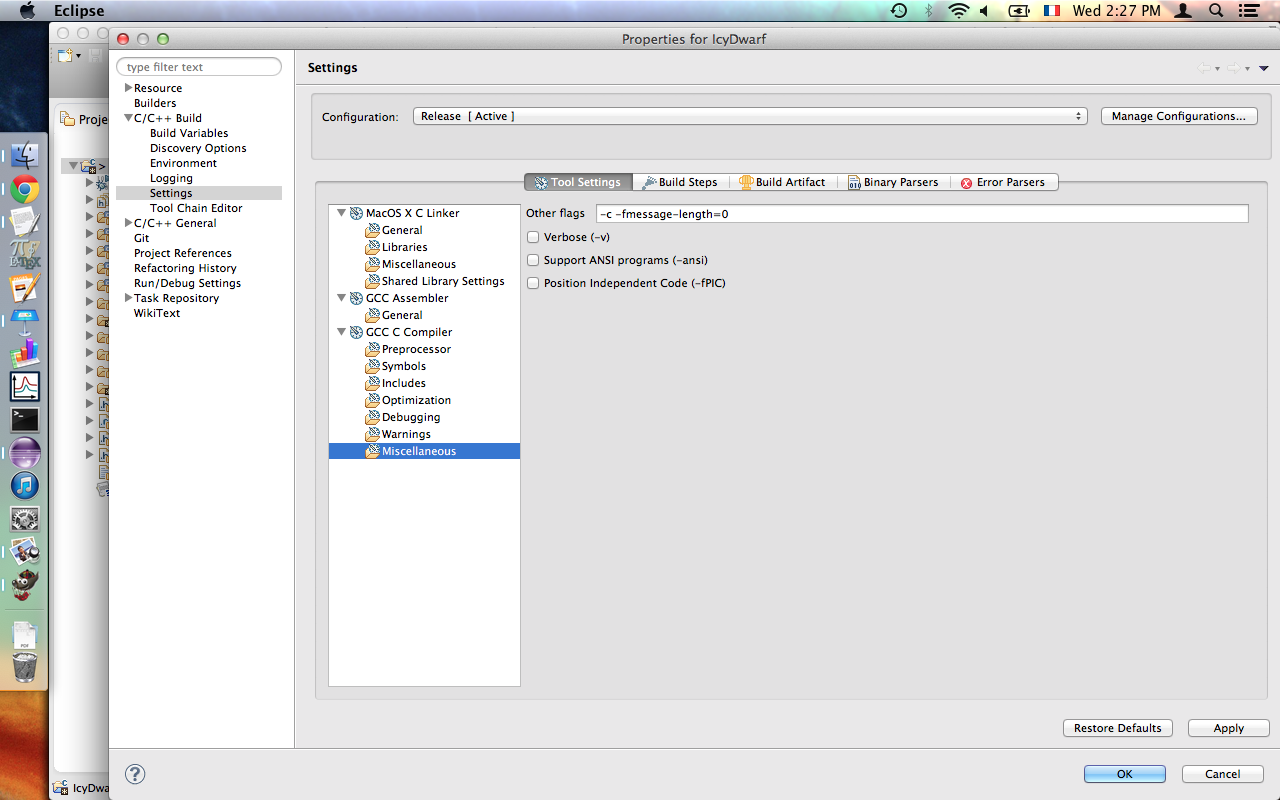 Eclipse
Wed 2:27 PM
Properties for IcyDwarf
type filter text
Settings
Resource
Builders
C/C++ Build
Build Variables
Discovery Options
Environment
Logging
Settings
Tool Chain Editor
C/C++ General
Git
Project References
Refactoring History
Run/Debug Settings
Task Repository
WikiText
Proje
IcyDwa
Configuration:
Release [ Active ]
Manage Configurations...
Tool Settings
Build Steps
Build Artifact
Binary Parsers
Error Parsers
MacOS X C Linker
General
Libraries
Miscellaneous
Shared Library Settings
GCC Assembler
General
GCC C Compiler
Preprocessor
Symbols
Includes
Optimization
Debugging
Warnings
Miscellaneous
Other flags
-c -fmessage-length=0
Verbose (-v)
Support ANSI programs (-ansi)
Position Independent Code (-fPIC)
Restore Defaults
Apply
?
OK
Cancel